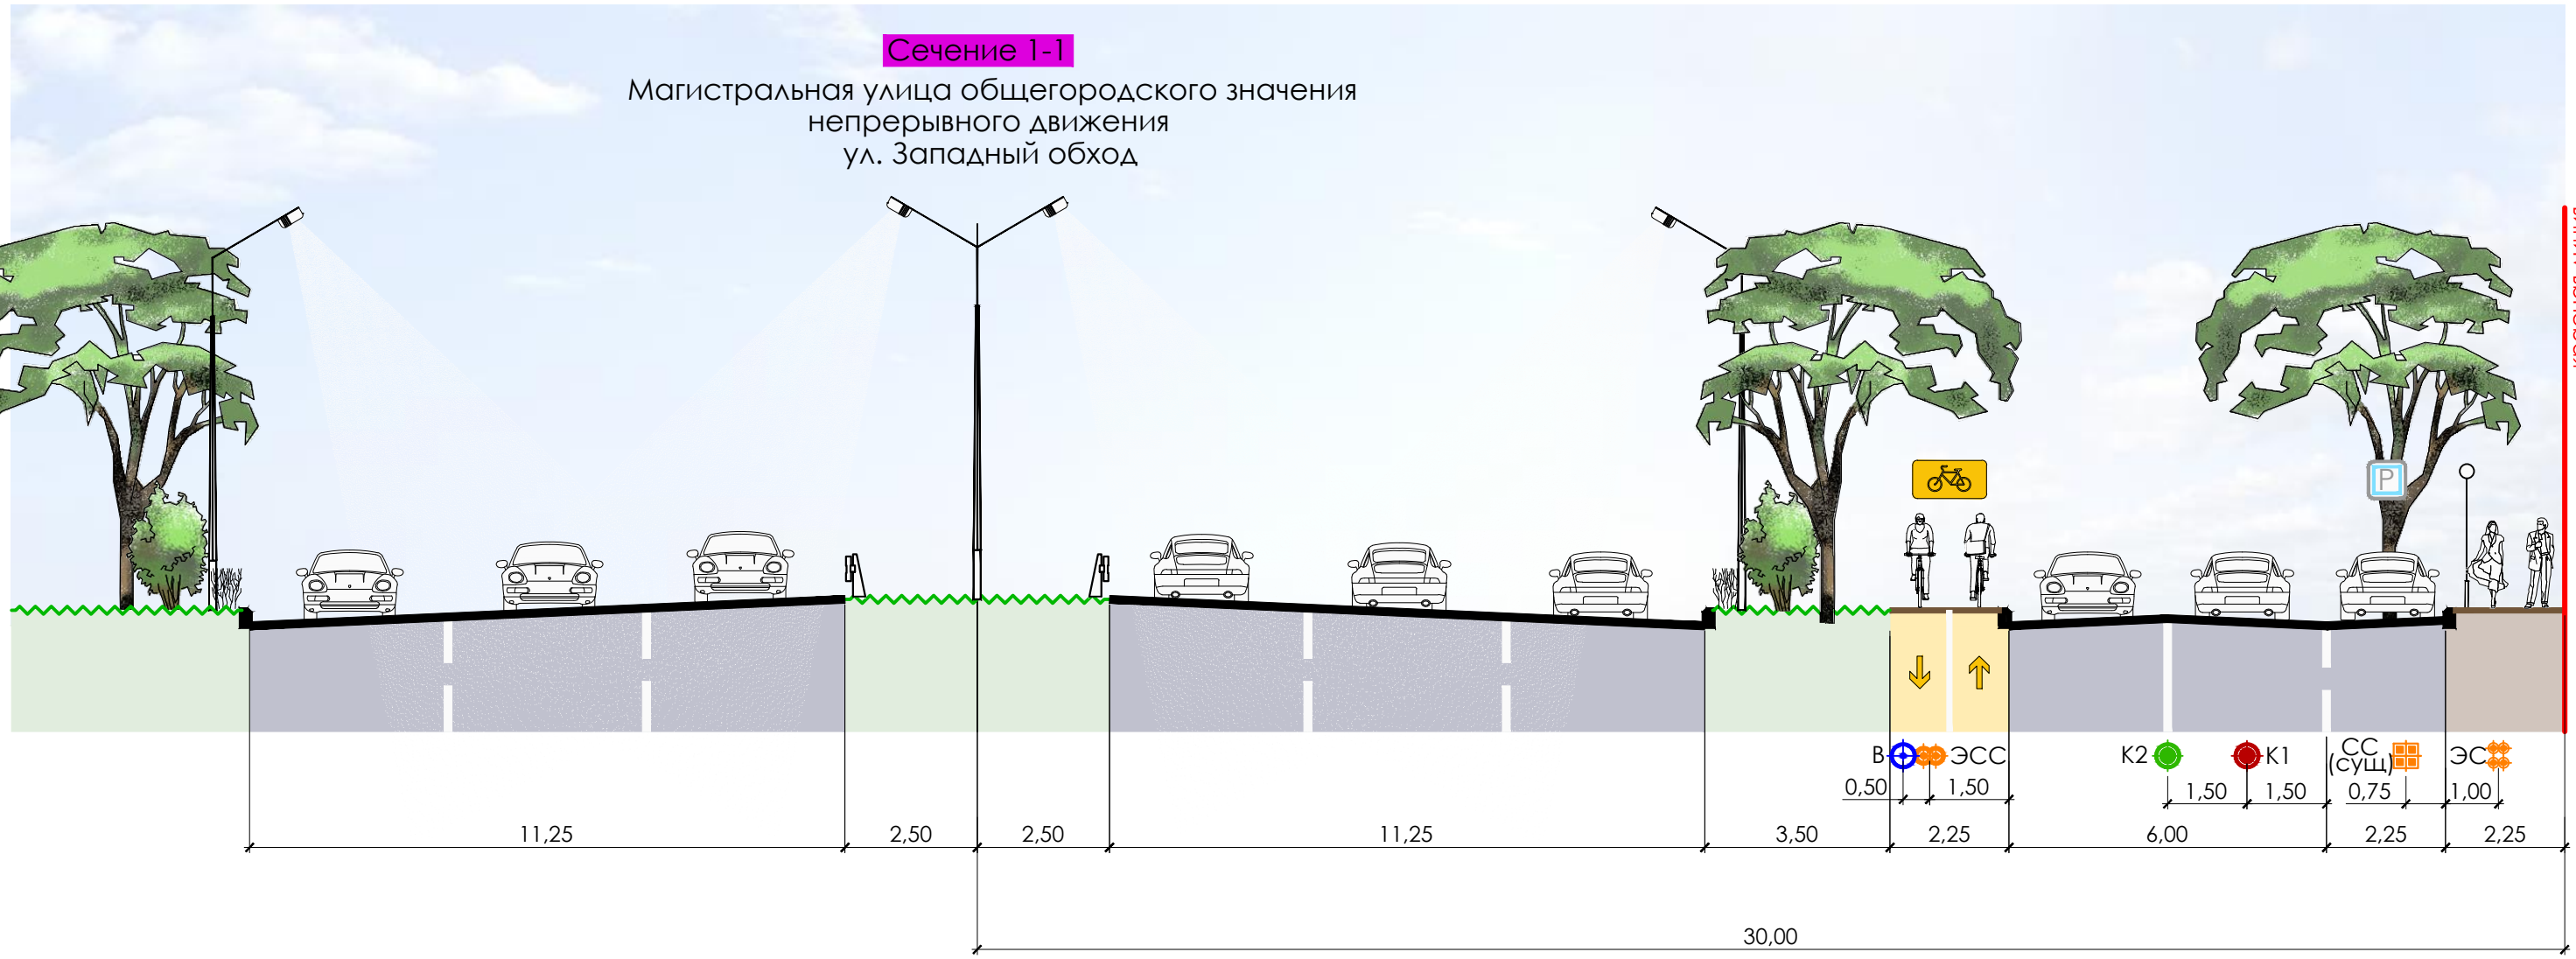 Сечение 1-1
Магистральная улица общегородского значения
непрерывного движения
ул. Западный обход
P
В
ЭСС
К2
К1
СС
(сущ)
ЭС
0,50
1,50
1,50
1,50
0,75
1,00
11,25
2,50
2,50
11,25
3,50
2,25
6,00
2,25
2,25
30,00